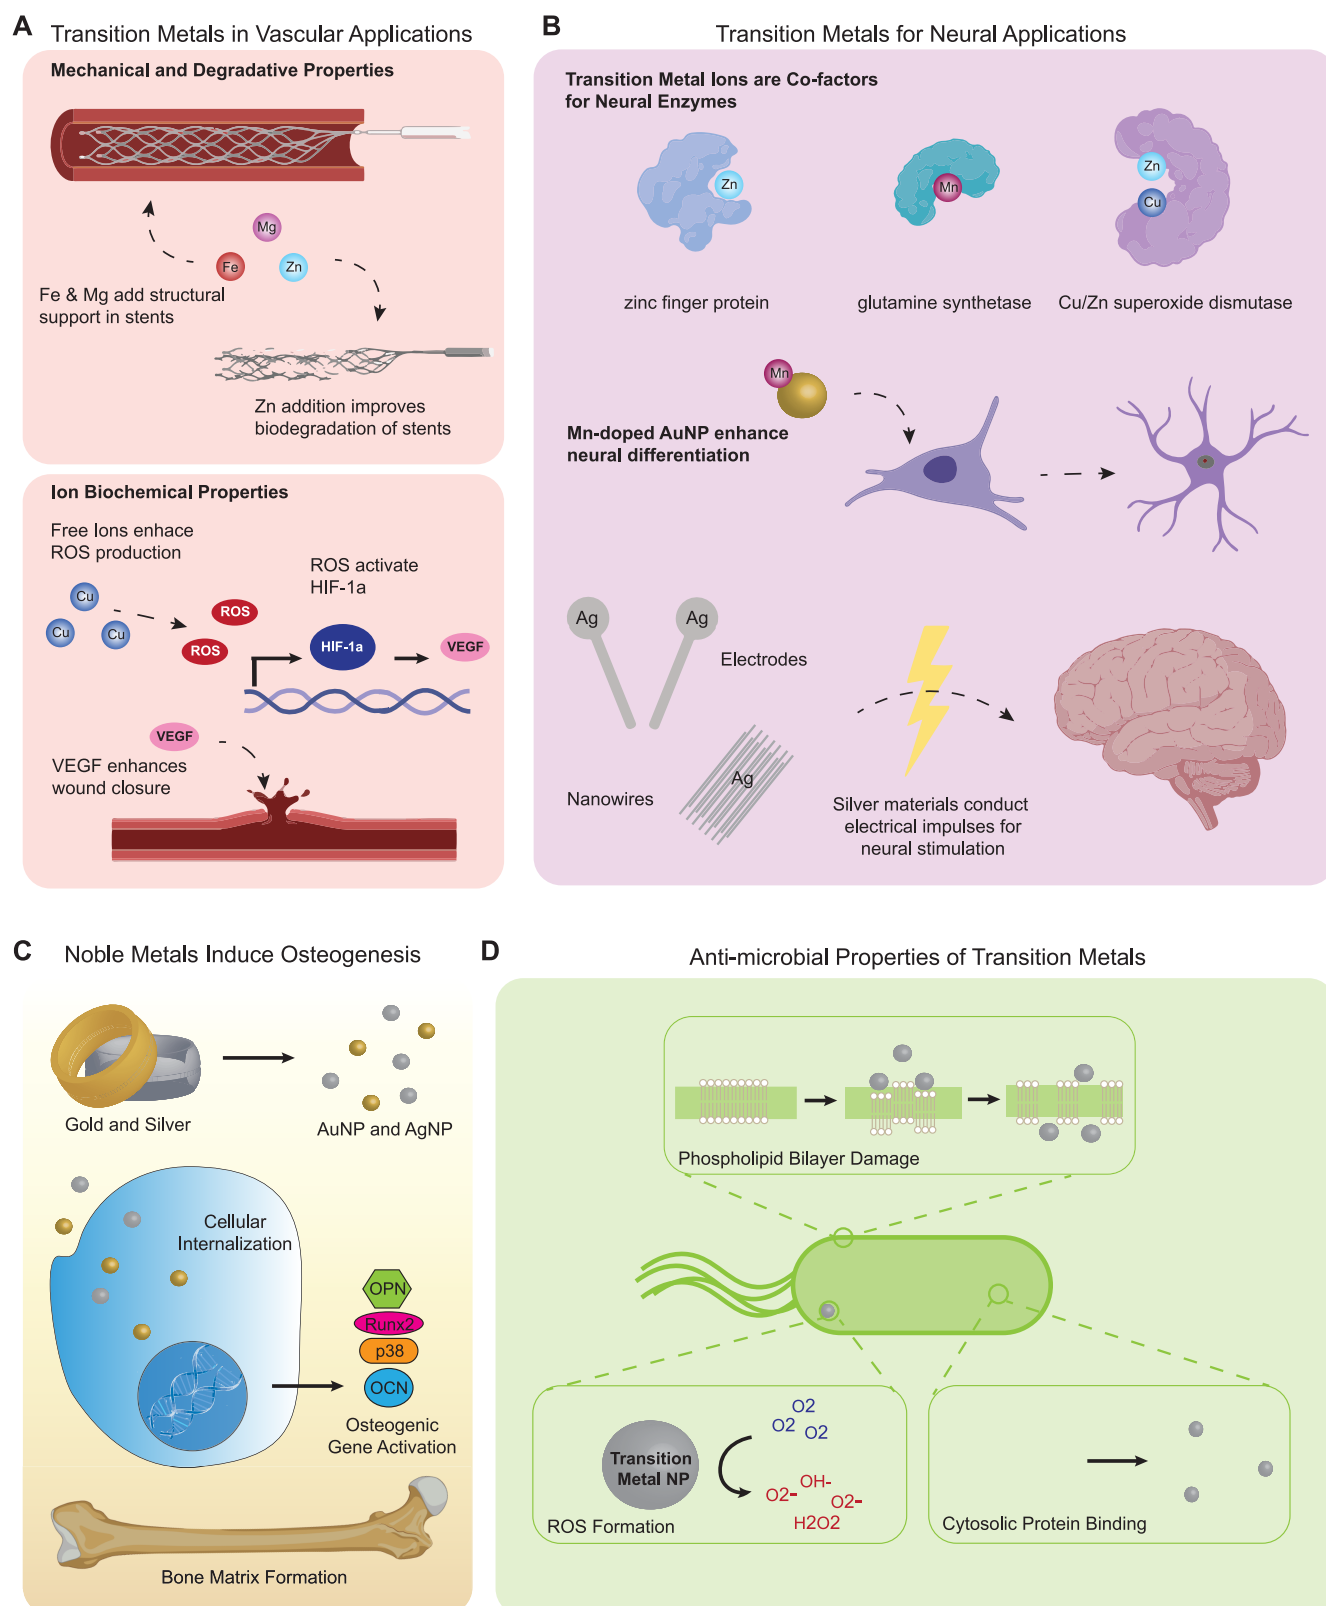 A
Transition Metals in Vascular Applications
Mechanical and Degradative Properties
Mg
Fe
Zn
Fe & Mg add structural
support in stents
Zn addition improves
biodegradation of stents
Ion Biochemical Properties
Free Ions enhace
ROS production
ROS activate
HIF-1a
Cu
Cu
Cu
ROS
ROS
HIF-1a
VEGF
VEGF
VEGF enhances
wound closure
B
Transition Metals for Neural Applications
Transition Metal Ions are Co-factors
for Neural Enzymes
Zn
Mn
Zn
Cu
zinc finger protein
glutamine synthetase
Cu/Zn superoxide dismutase
Mn
Mn-doped AuNP enhance
neural differentiation
Ag
Ag
Electrodes
Ag
Nanowires
Silver materials conduct
electrical impulses for
neural stimulation
C
Noble Metals Induce Osteogenesis
Gold and Silver
AuNP and AgNP
Cellular
Internalization
OPN
Runx2
p38
OCN
Osteogenic
Gene Activation
Bone Matrix Formation
D
Anti-microbial Properties of Transition Metals
Phospholipid Bilayer Damage
Transition
Metal NP
O2
O2
O2
OH-
O2-
O2-
H2O2
ROS Formation
Cytosolic Protein Binding